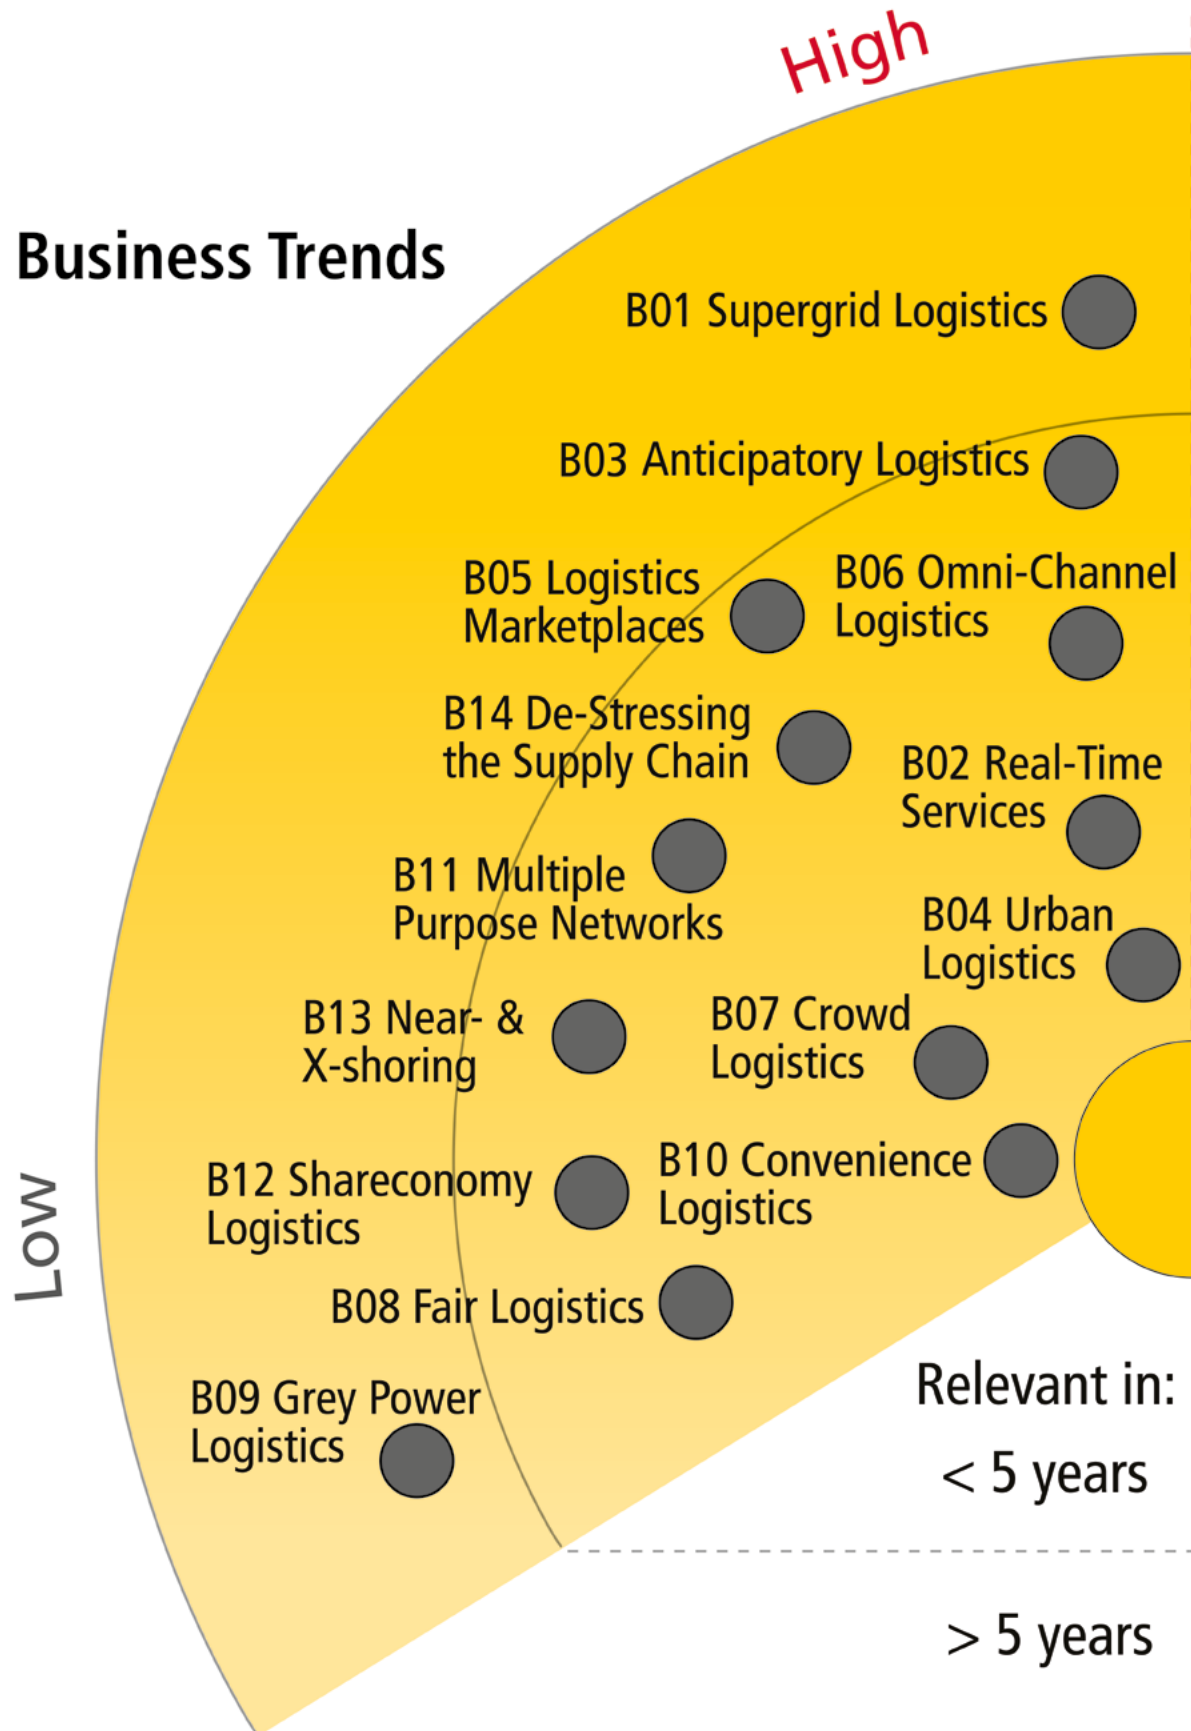 High
Business Trends
B01 Supergrid Logistics
B03 Anticipatory Logistics
B05 Logistics
Marketplaces
B06 Omni-Channel
Logistics
B14 De-Stressing
the Supply Chain
B02 Real-Time
Services
B11 Multiple
Purpose Networks
B04 Urban
Logistics
B13 Near- &
X-shoring
B07 Crowd
Logistics
Low
B12 Shareconomy
Logistics
B10 Convenience
Logistics
B08 Fair Logistics
B09 Grey Power
Logistics
Relevant in:
< 5 years
> 5 years